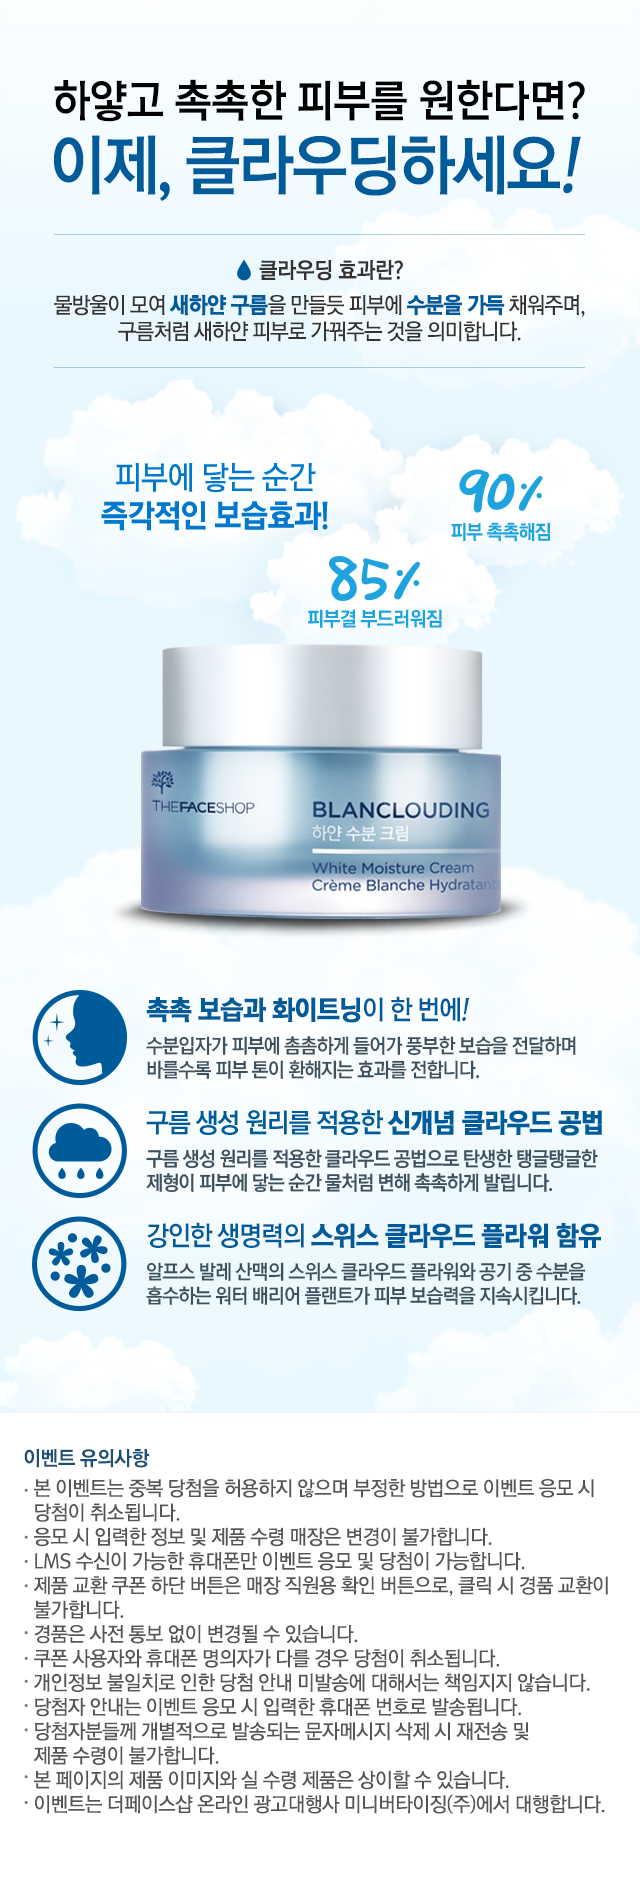 하얗고 촉촉한 피부를 원한다면?
이제, 클라우딩하세요!
클라우딩 효과란?
물방울이 모여 새하얀 구름을 만들듯 피부에 수분을 가득 채워주며,
구름처럼 새하얀 피부로 가꿔주는 것을 의미합니다.
피부에 닿는 순간
즉각적인 보습효과!
90%
피부 촉촉해짐
85%
피부결 부드러워짐
THEFACESHOP
BLANCLOUDING
하얀 수분 크림
White Moisture Cream
Crème Blanche Hydratant
촉촉 보습과 화이트닝이 한 번에!
수분입자가 피부에 촘촘하게 들어가 풍부한 보습을 전달하며
바를수록 피부 톤이 환해지는 효과를 전합니다.
구름 생성 원리를 적용한 신개념 클라우드 공법
구름 생성 원리를 적용한 클라우드 공법으로 탄생한 탱글탱글한
제형이 피부에 닿는 순간 물처럼 변해 촉촉하게 발립니다.
강인한 생명력의 스위스 클라우드 플라워 함유
알프스 발레 산맥의 스위스 클라우드 플라워와 공기 중 수분을
흡수하는 워터 배리어 플랜트가 피부 보습력을 지속시킵니다.
이벤트 유의사항
· 본 이벤트는 중복 당첨을 허용하지 않으며 부정한 방법으로 이벤트 응모 시
당첨이 취소됩니다.
· 응모 시 입력한 정보 및 제품 수령 매장은 변경이 불가합니다.
· LMS 수신이 가능한 휴대폰만 이벤트 응모 및 당첨이 가능합니다.
· 제품 교환 쿠폰 하단 버튼은 매장 직원용 확인 버튼으로, 클릭 시 경품 교환이
불가합니다.
· 경품은 사전 통보 없이 변경될 수 있습니다.
· 쿠폰 사용자와 휴대폰 명의자가 다를 경우 당첨이 취소됩니다.
· 개인정보 불일치로 인한 당첨 안내 미발송에 대해서는 책임지지 않습니다.
· 당첨자 안내는 이벤트 응모 시 입력한 휴대폰 번호로 발송됩니다.
· 당첨자분들께 개별적으로 발송되는 문자메시지 삭제 시 재전송 및
제품 수령이 불가합니다.
· 본 페이지의 제품 이미지와 실 수령 제품은 상이할 수 있습니다.
· 이벤트는 더페이스샵 온라인 광고대행사 미니버타이징(주)에서 대행합니다.